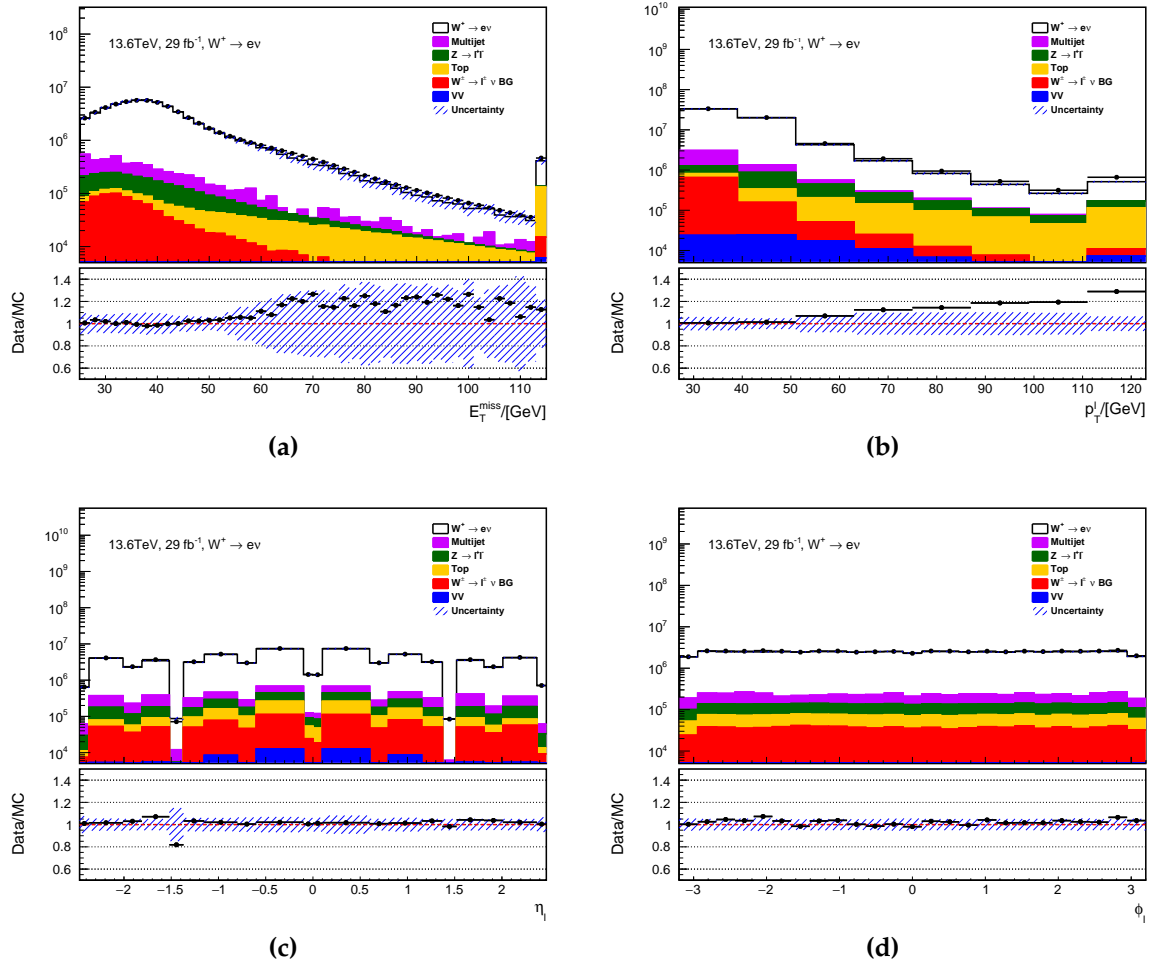 10⁸
10⁷
10⁶
10⁵
10⁴
13.6TeV, 29 fb⁻¹, W⁺ → eν
W⁺ → eν
Multijet
Z → l⁺l⁻
Top
W± → l± ν BG
VV
Uncertainty
Data/MC
1.4
1.2
1
0.8
0.6
30 40 50 60 70 80 90 100 110
E_T^miss/[GeV]
(a)
10¹⁰
10⁹
10⁸
10⁷
10⁶
10⁵
10⁴
13.6TeV, 29 fb⁻¹, W⁺ → eν
W⁺ → eν
Multijet
Z → l⁺l⁻
Top
W± → l± ν BG
VV
Uncertainty
Data/MC
1.4
1.2
1
0.8
0.6
30 40 50 60 70 80 90 100 110 120
p_T^l/[GeV]
(b)
10¹⁰
10⁹
10⁸
10⁷
10⁶
10⁵
10⁴
13.6TeV, 29 fb⁻¹, W⁺ → eν
W⁺ → eν
Multijet
Z → l⁺l⁻
Top
W± → l± ν BG
VV
Uncertainty
Data/MC
1.4
1.2
1
0.8
0.6
−2 −1.5 −1 −0.5 0 0.5 1 1.5 2
η_l
(c)
10⁹
10⁸
10⁷
10⁶
10⁵
10⁴
13.6TeV, 29 fb⁻¹, W⁺ → eν
W⁺ → eν
Multijet
Z → l⁺l⁻
Top
W± → l± ν BG
VV
Uncertainty
Data/MC
1.4
1.2
1
0.8
0.6
−3 −2 −1 0 1 2 3
ϕ_l
(d)